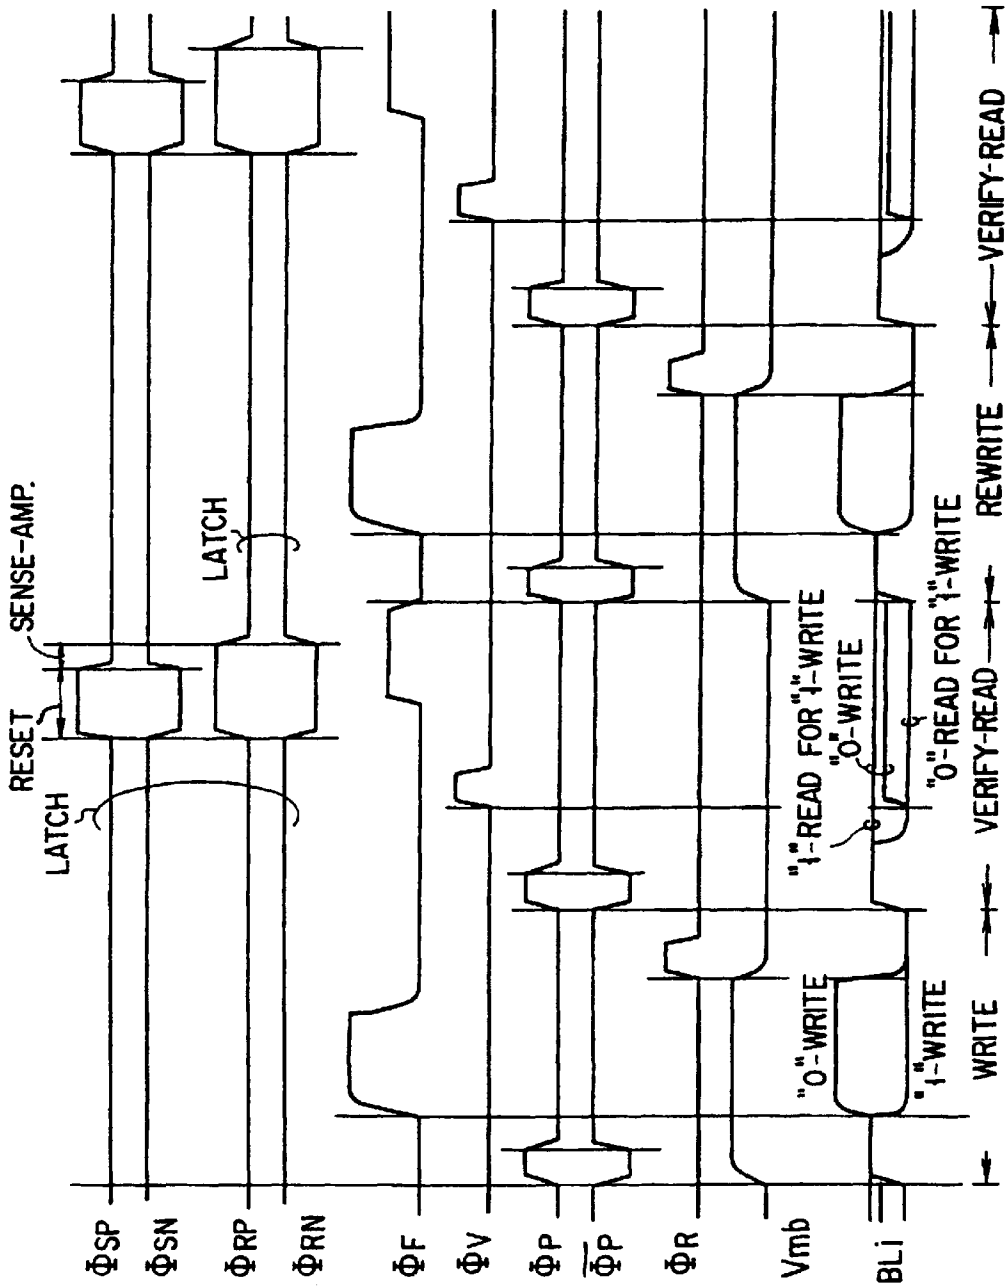 RESET SENSE-AMP.
LATCH
ΦSP
ΦSN
LATCH
ΦRP
ΦRN
ΦF
ΦV
ΦP
Φ̅P
ΦR
Vmb
"0"-WRITE
"1"-READ FOR "1"-WRITE
"0"-WRITE
BLi
"1"-WRITE
"0"-READ FOR "1"-WRITE
WRITE VERIFY-READ REWRITE VERIFY-READ